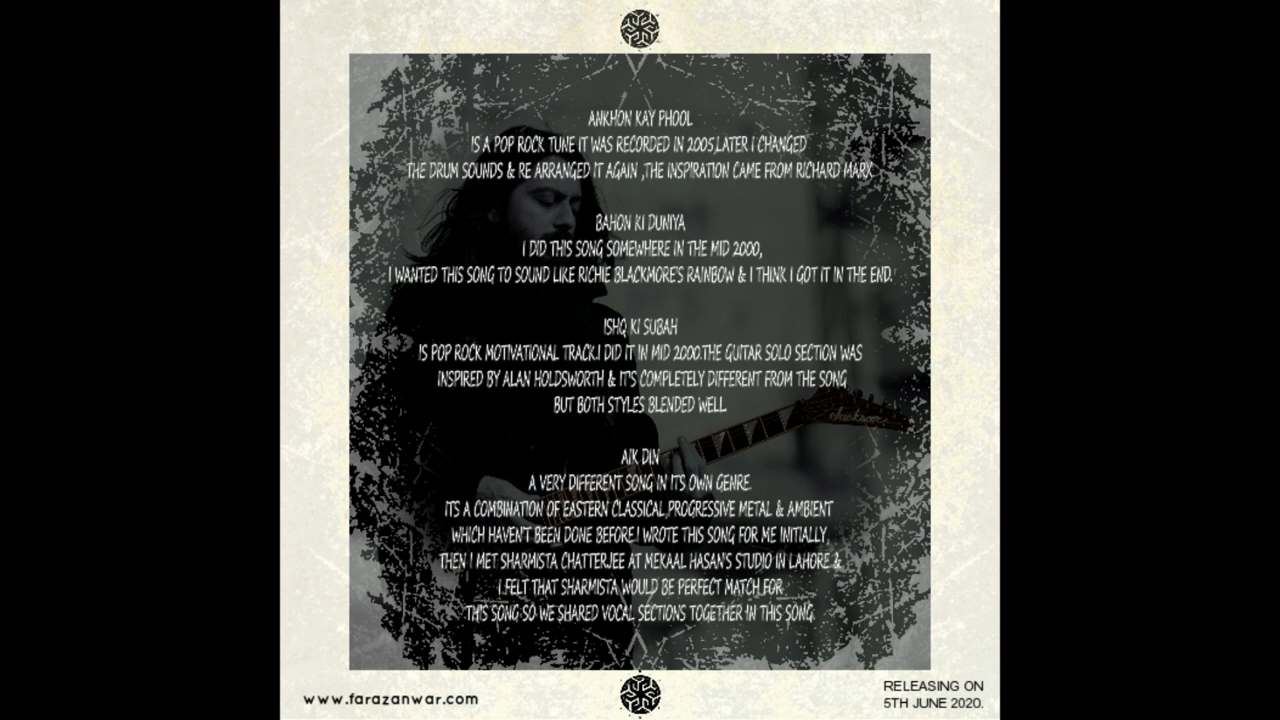 ANKHON KAY PHOOL
IS A POP ROCK TUNE IT WAS RECORDED IN 2005,LATER I CHANGED
THE DRUM SOUNDS & RE ARRANGED IT AGAIN ,THE INSPIRATION CAME FROM RICHARD MARX
BAHON KI DUNIYA
I DID THIS SONG SOMEWHERE IN THE MID 2000,
I WANTED THIS SONG TO SOUND LIKE RICHIE BLACKMORE'S RAINBOW & I THINK I GOT IT IN THE END.
ISHQ KI SUBAH
IS POP ROCK MOTIVATIONAL TRACK.I DID IT IN MID 2000.THE GUITAR SOLO SECTION WAS
INSPIRED BY ALAN HOLDSWORTH & IT'S COMPLETELY DIFFERENT FROM THE SONG
BUT BOTH STYLES BLENDED WELL.
AIK DIN
A VERY DIFFERENT SONG IN ITS OWN GENRE.
ITS A COMBINATION OF EASTERN CLASSICAL,PROGRESSIVE METAL & AMBIENT
WHICH HAVEN'T BEEN DONE BEFORE.I WROTE THIS SONG FOR ME INITIALLY,
THEN I MET SHARMISTA CHATTERJEE AT MEKAAL HASAN'S STUDIO IN LAHORE &
I FELT THAT SHARMISTA WOULD BE PERFECT MATCH FOR
THIS SONG SO WE SHARED VOCAL SECTIONS TOGETHER IN THIS SONG.
Jackson
www.farazanwar.com
RELEASING ON
5TH JUNE 2020.